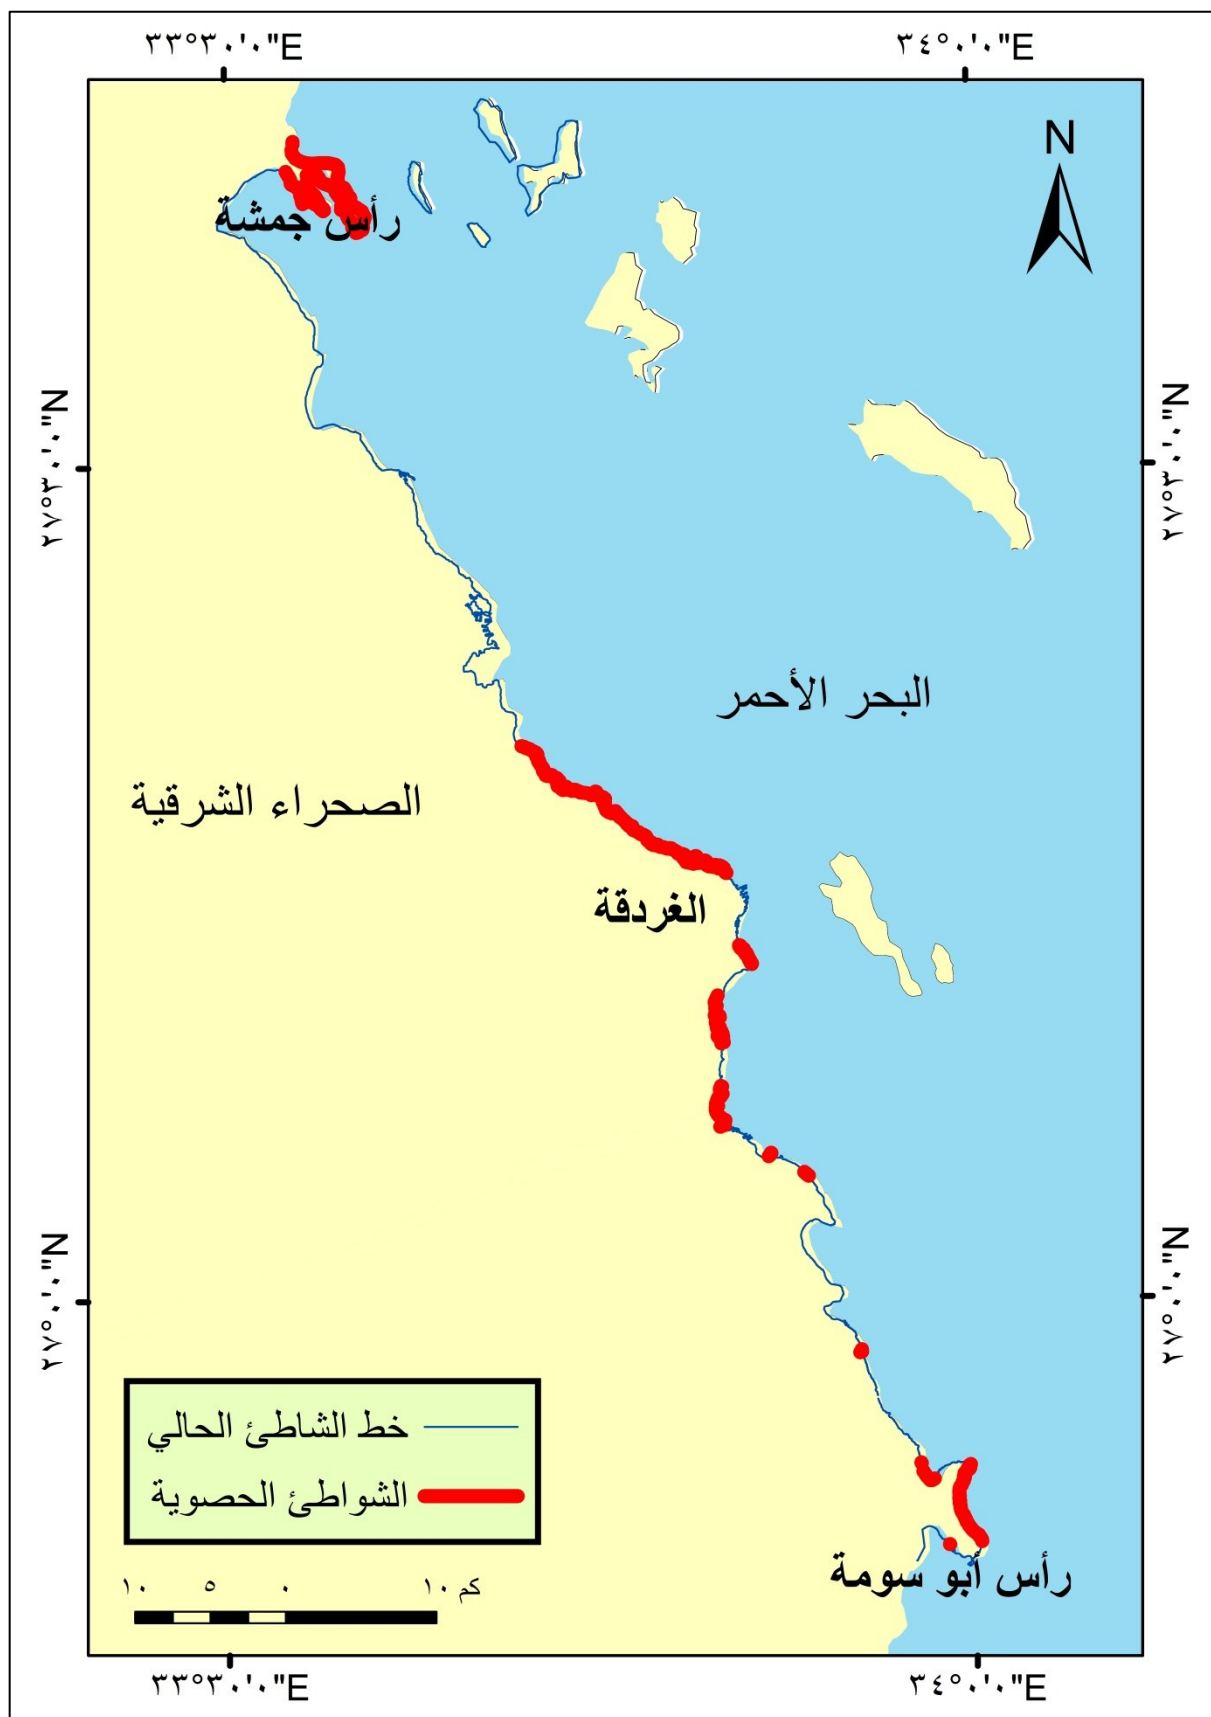 ٣٣°٣٠'٠"E
٣٤°٠'٠"E
N
رأس جمشة
٢٧°٣٠'٠"N
٢٧°٣٠'٠"N
البحر الأحمر
الصحراء الشرقية
الغردقة
٢٧°٠'٠"N
٢٧°٠'٠"N
خط الشاطئ الحالي
الشواطئ الحصوية
رأس أبو سومة
١٠ ٥ ٠ ١٠ كم
٣٣°٣٠'٠"E
٣٤°٠'٠"E